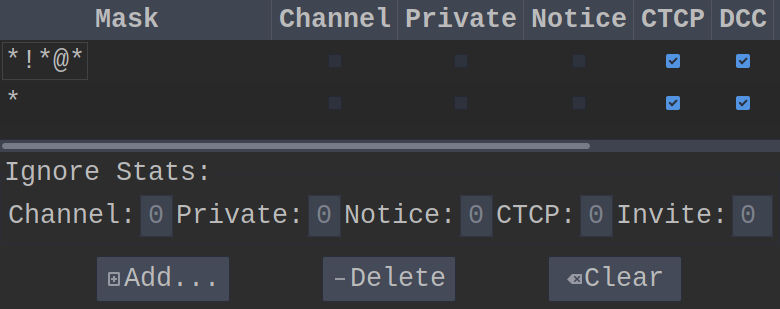 Mask Channel Private Notice CTCP DCC
*!*@*
*
Ignore Stats:
Channel: 0 Private: 0 Notice: 0 CTCP: 0 Invite: 0
Add... Delete Clear